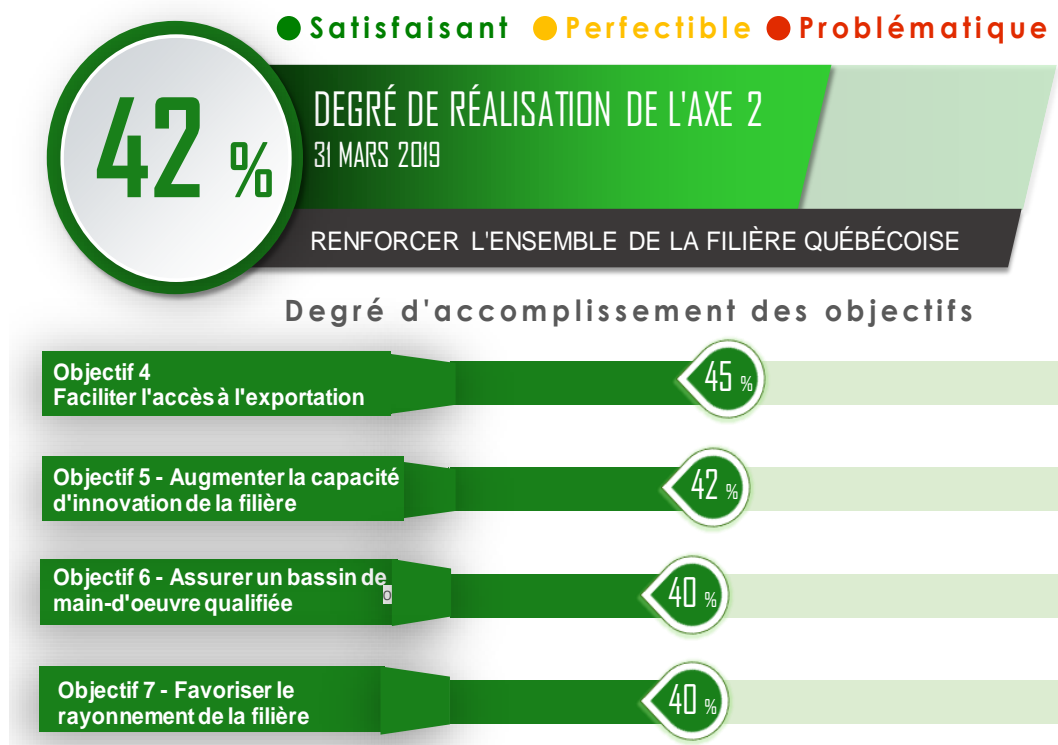 Satisfaisant Perfectible Problématique
42 %
DEGRÉ DE RÉALISATION DE L'AXE 2
31 MARS 2019
RENFORCER L'ENSEMBLE DE LA FILIÈRE QUÉBÉCOISE
Degré d'accomplissement des objectifs
Objectif 4
Faciliter l'accès à l'exportation
45 %
Objectif 5 - Augmenter la capacité
d'innovation de la filière
42 %
Objectif 6 - Assurer un bassin de
main-d'oeuvre qualifiée
o
40 %
Objectif 7 - Favoriser le
rayonnement de la filière
40 %